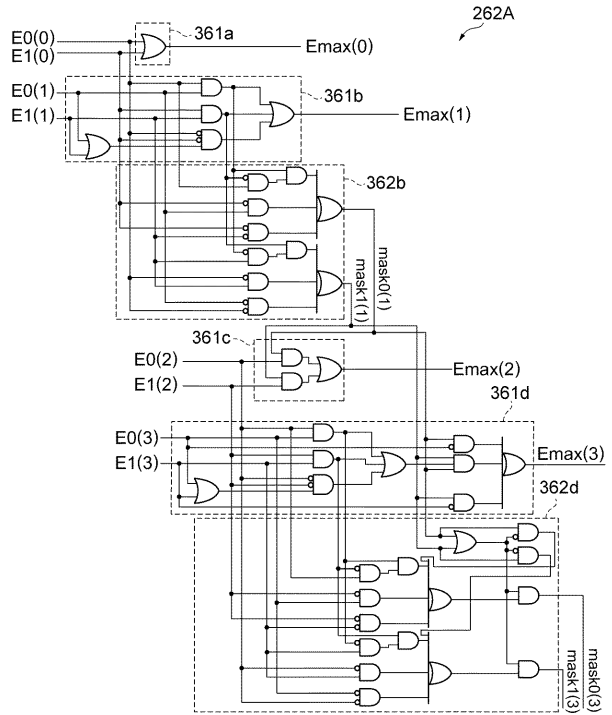 262A
E0(0)
361a
Emax(0)
E1(0)
E0(1)
361b
E1(1)
Emax(1)
362b
mask1(1)
mask0(1)
361c
E0(2)
Emax(2)
E1(2)
361d
E0(3)
Emax(3)
E1(3)
362d
mask1(3)
mask0(3)